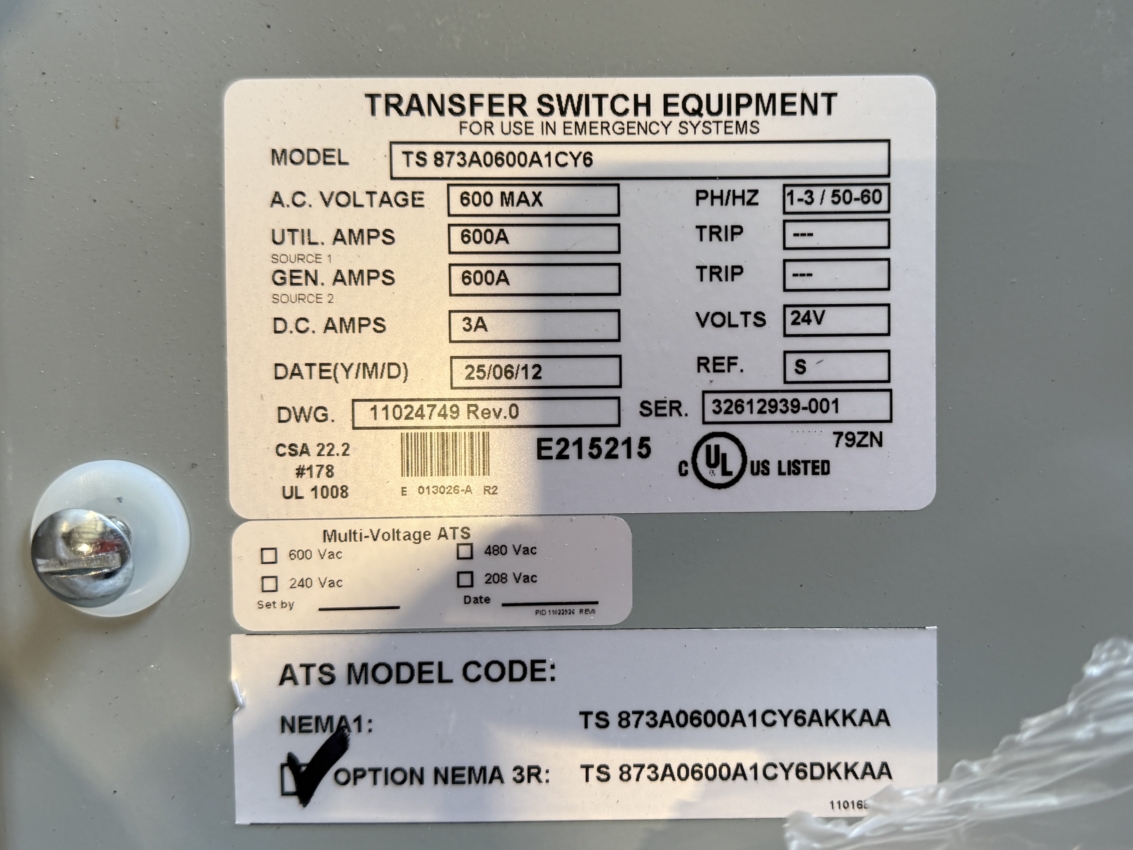 TRANSFER SWITCH EQUIPMENT
FOR USE IN EMERGENCY SYSTEMS
MODEL TS 873A0600A1CY6
A.C. VOLTAGE 600 MAX PH/HZ 1-3 / 50-60
UTIL. AMPS 600A TRIP ---
SOURCE 1
GEN. AMPS 600A TRIP ---
SOURCE 2
D.C. AMPS 3A VOLTS 24V
DATE(Y/M/D) 25/06/12 REF. S
DWG. 11024749 Rev.0 SER. 32612939-001
CSA 22.2 E215215 79ZN
#178 C UL US LISTED
UL 1008 E 013026-A R2
Multi-Voltage ATS
600 Vac 480 Vac
240 Vac 208 Vac
Set by Date
PID REV0
ATS MODEL CODE:
NEMA1: TS 873A0600A1CY6AKKAA
OPTION NEMA 3R: TS 873A0600A1CY6DKKAA